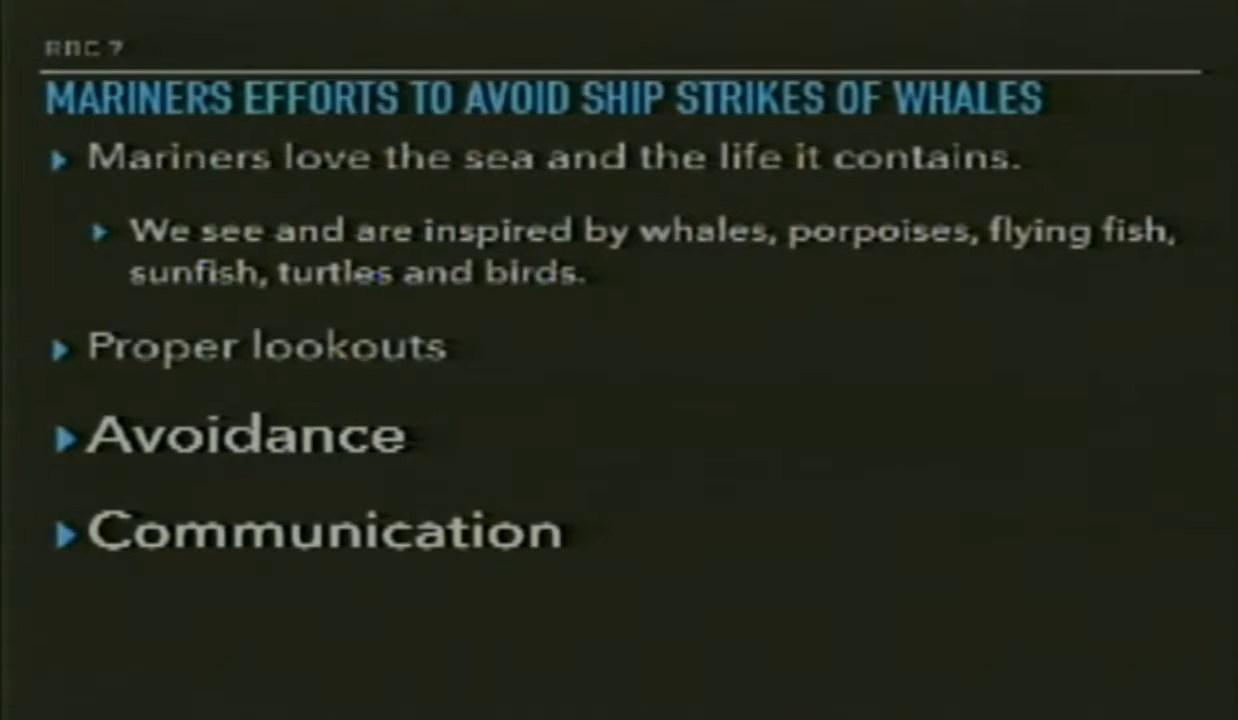 MARINERS EFFORTS TO AVOID SHIP STRIKES OF WHALES
Mariners love the sea and the life it contains.
We see and are inspired by whales, porpoises, flying fish,
sunfish, turtles and birds.
Proper lookouts
Avoidance
Communication